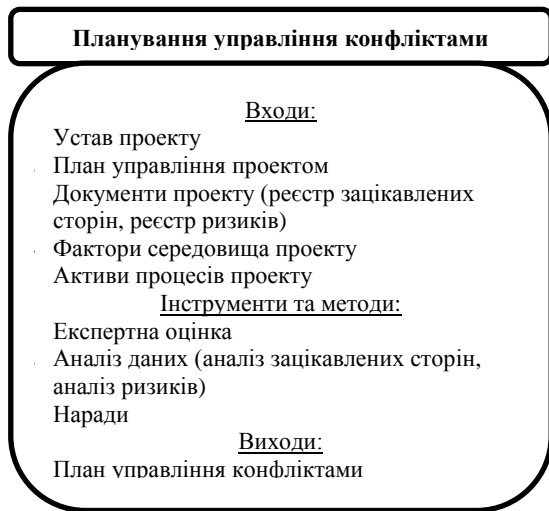 Планування управління конфліктами
Входи:
Устав проекту
План управління проектом
Документи проекту (реєстр зацікавлених
сторін, реєстр ризиків)
Фактори середовища проекту
Активи процесів проекту
Інструменти та методи:
Експертна оцінка
Аналіз даних (аналіз зацікавлених сторін,
аналіз ризиків)
Наради
Виходи:
План управління конфліктами